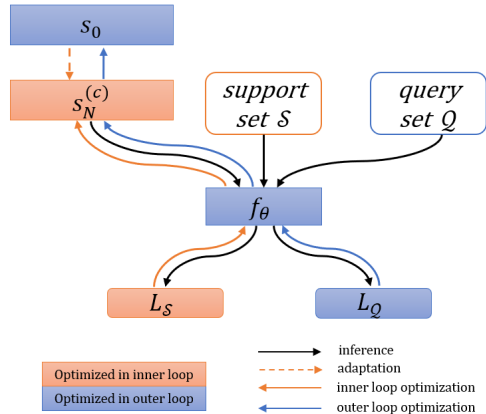 s_0
s_N^(c)
support
set 𝒮
query
set 𝒬
f_θ
L_𝒮
L_𝒬
Optimized in inner loop
Optimized in outer loop
inference
adaptation
inner loop optimization
outer loop optimization